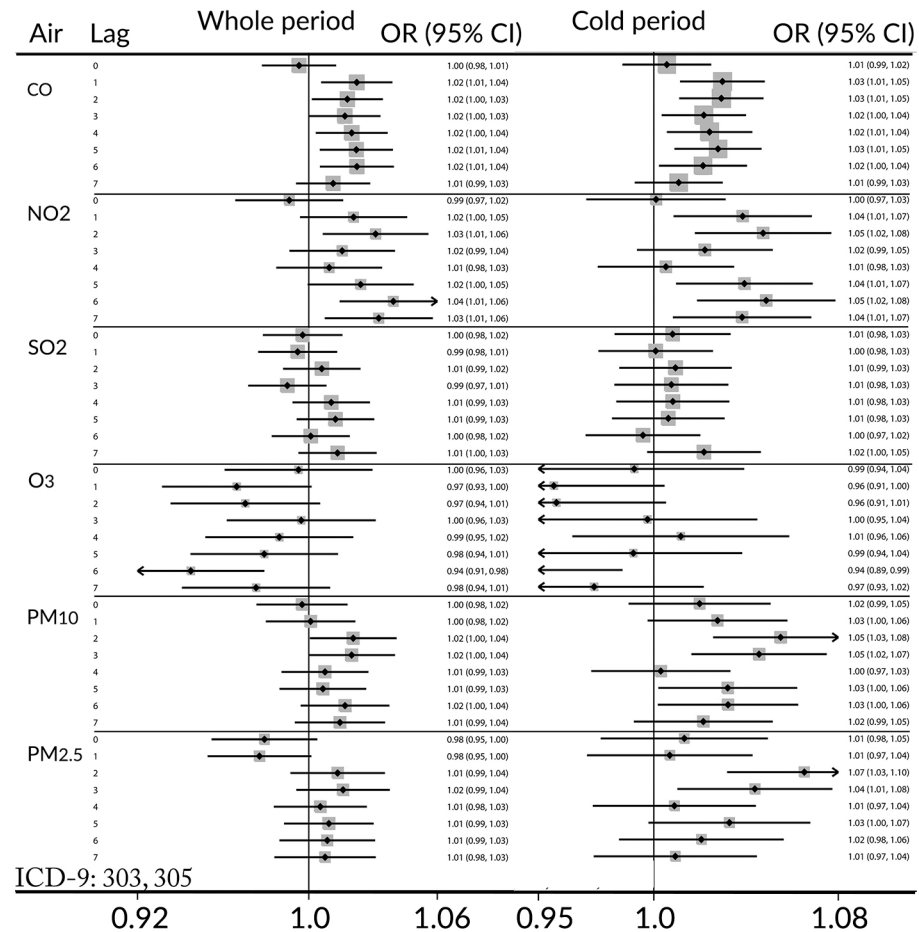 Whole period Cold period
Air Lag OR (95% CI) OR (95% CI)
CO
0 1.00 (0.98, 1.01) 1.01 (0.99, 1.02)
1 1.02 (1.01, 1.04) 1.03 (1.01, 1.05)
2 1.02 (1.00, 1.03) 1.03 (1.01, 1.05)
3 1.02 (1.00, 1.03) 1.02 (1.00, 1.04)
4 1.02 (1.00, 1.04) 1.02 (1.01, 1.04)
5 1.02 (1.01, 1.04) 1.03 (1.01, 1.05)
6 1.02 (1.01, 1.04) 1.02 (1.00, 1.04)
7 1.01 (0.99, 1.03) 1.01 (0.99, 1.03)
NO2
0 0.99 (0.97, 1.02) 1.00 (0.97, 1.03)
1 1.02 (1.00, 1.05) 1.04 (1.01, 1.07)
2 1.03 (1.01, 1.06) 1.05 (1.02, 1.08)
3 1.02 (0.99, 1.04) 1.02 (0.99, 1.05)
4 1.01 (0.98, 1.03) 1.01 (0.98, 1.03)
5 1.02 (1.00, 1.05) 1.04 (1.01, 1.07)
6 1.04 (1.01, 1.06) 1.05 (1.02, 1.08)
7 1.03 (1.01, 1.06) 1.04 (1.01, 1.07)
SO2
0 1.00 (0.98, 1.02) 1.01 (0.98, 1.03)
1 0.99 (0.98, 1.01) 1.00 (0.98, 1.03)
2 1.01 (0.99, 1.02) 1.01 (0.99, 1.03)
3 0.99 (0.97, 1.01) 1.01 (0.98, 1.03)
4 1.01 (0.99, 1.03) 1.01 (0.98, 1.03)
5 1.01 (0.99, 1.03) 1.01 (0.98, 1.03)
6 1.00 (0.98, 1.02) 1.00 (0.97, 1.02)
7 1.01 (1.00, 1.03) 1.02 (1.00, 1.05)
O3
0 1.00 (0.96, 1.03) 0.99 (0.94, 1.04)
1 0.97 (0.93, 1.00) 0.96 (0.91, 1.00)
2 0.97 (0.94, 1.01) 0.96 (0.91, 1.01)
3 1.00 (0.96, 1.03) 1.00 (0.95, 1.04)
4 0.99 (0.95, 1.02) 1.01 (0.96, 1.06)
5 0.98 (0.94, 1.01) 0.99 (0.94, 1.04)
6 0.94 (0.91, 0.98) 0.94 (0.89, 0.99)
7 0.98 (0.94, 1.01) 0.97 (0.93, 1.02)
PM10
0 1.00 (0.98, 1.02) 1.02 (0.99, 1.05)
1 1.00 (0.98, 1.02) 1.03 (1.00, 1.06)
2 1.02 (1.00, 1.04) 1.05 (1.03, 1.08)
3 1.02 (1.00, 1.04) 1.05 (1.02, 1.07)
4 1.01 (0.99, 1.03) 1.00 (0.97, 1.03)
5 1.01 (0.99, 1.03) 1.03 (1.00, 1.06)
6 1.02 (1.00, 1.04) 1.03 (1.00, 1.06)
7 1.01 (0.99, 1.04) 1.02 (0.99, 1.05)
PM2.5
0 0.98 (0.95, 1.00) 1.01 (0.98, 1.05)
1 0.98 (0.95, 1.00) 1.01 (0.97, 1.04)
2 1.01 (0.99, 1.04) 1.07 (1.03, 1.10)
3 1.02 (0.99, 1.04) 1.04 (1.01, 1.08)
4 1.01 (0.98, 1.03) 1.01 (0.97, 1.04)
5 1.01 (0.99, 1.03) 1.03 (1.00, 1.07)
6 1.01 (0.99, 1.03) 1.02 (0.98, 1.06)
7 1.01 (0.98, 1.03) 1.01 (0.97, 1.04)
ICD-9: 303, 305
0.92 1.0 1.06 0.95 1.0 1.08